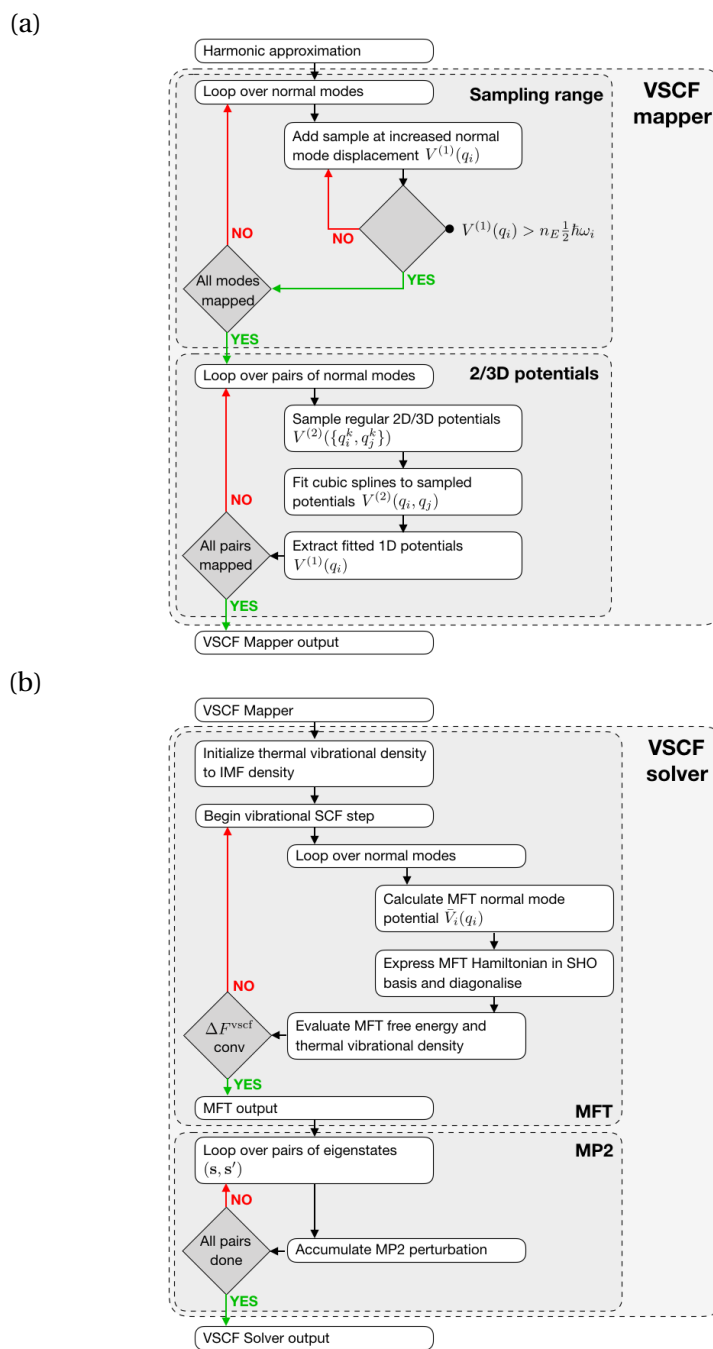 (a)
Harmonic approximation
VSCF
mapper
Loop over normal modes
Sampling range
Add sample at increased normal
mode displacement V^{(1)}(q_i)
NO
V^{(1)}(q_i) > n_E \frac{1}{2} ħω_i
NO
YES
All modes
mapped
YES
2/3D potentials
Loop over pairs of normal modes
Sample regular 2D/3D potentials
V^{(2)}({q_i^k, q_j^k})
Fit cubic splines to sampled
potentials V^{(2)}(q_i, q_j)
NO
All pairs
mapped
Extract fitted 1D potentials
V^{(1)}(q_i)
YES
VSCF Mapper output
(b)
VSCF Mapper
VSCF
solver
Initialize thermal vibrational density
to IMF density
Begin vibrational SCF step
Loop over normal modes
Calculate MFT normal mode
potential V̄_i(q_i)
Express MFT Hamiltonian in SHO
basis and diagonalise
NO
ΔF^{vscf}
conv
Evaluate MFT free energy and
thermal vibrational density
YES
MFT output
MFT
MP2
Loop over pairs of eigenstates
(s, s′)
NO
All pairs
done
Accumulate MP2 perturbation
YES
VSCF Solver output